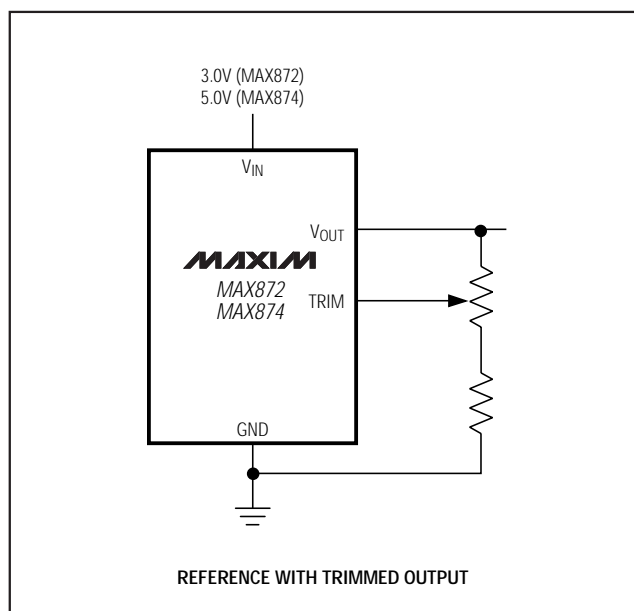 3.0V (MAX872)
5.0V (MAX874)
VIN
VOUT
MAXIM
MAX872
MAX874
TRIM
GND
REFERENCE WITH TRIMMED OUTPUT